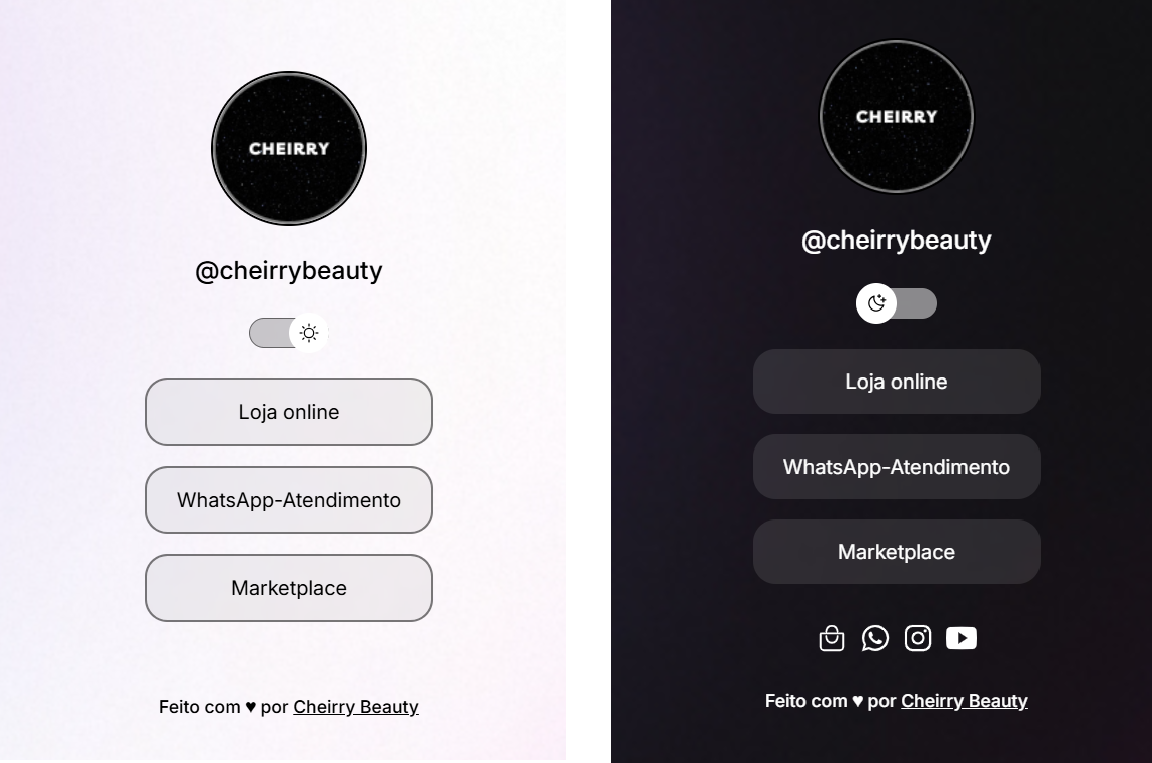 CHEIRRY
@cheirrybeauty
Loja online
WhatsApp-Atendimento
Marketplace
Feito com ♥ por Cheirry Beauty
CHEIRRY
@cheirrybeauty
Loja online
WhatsApp-Atendimento
Marketplace
Feito com ♥ por Cheirry Beauty